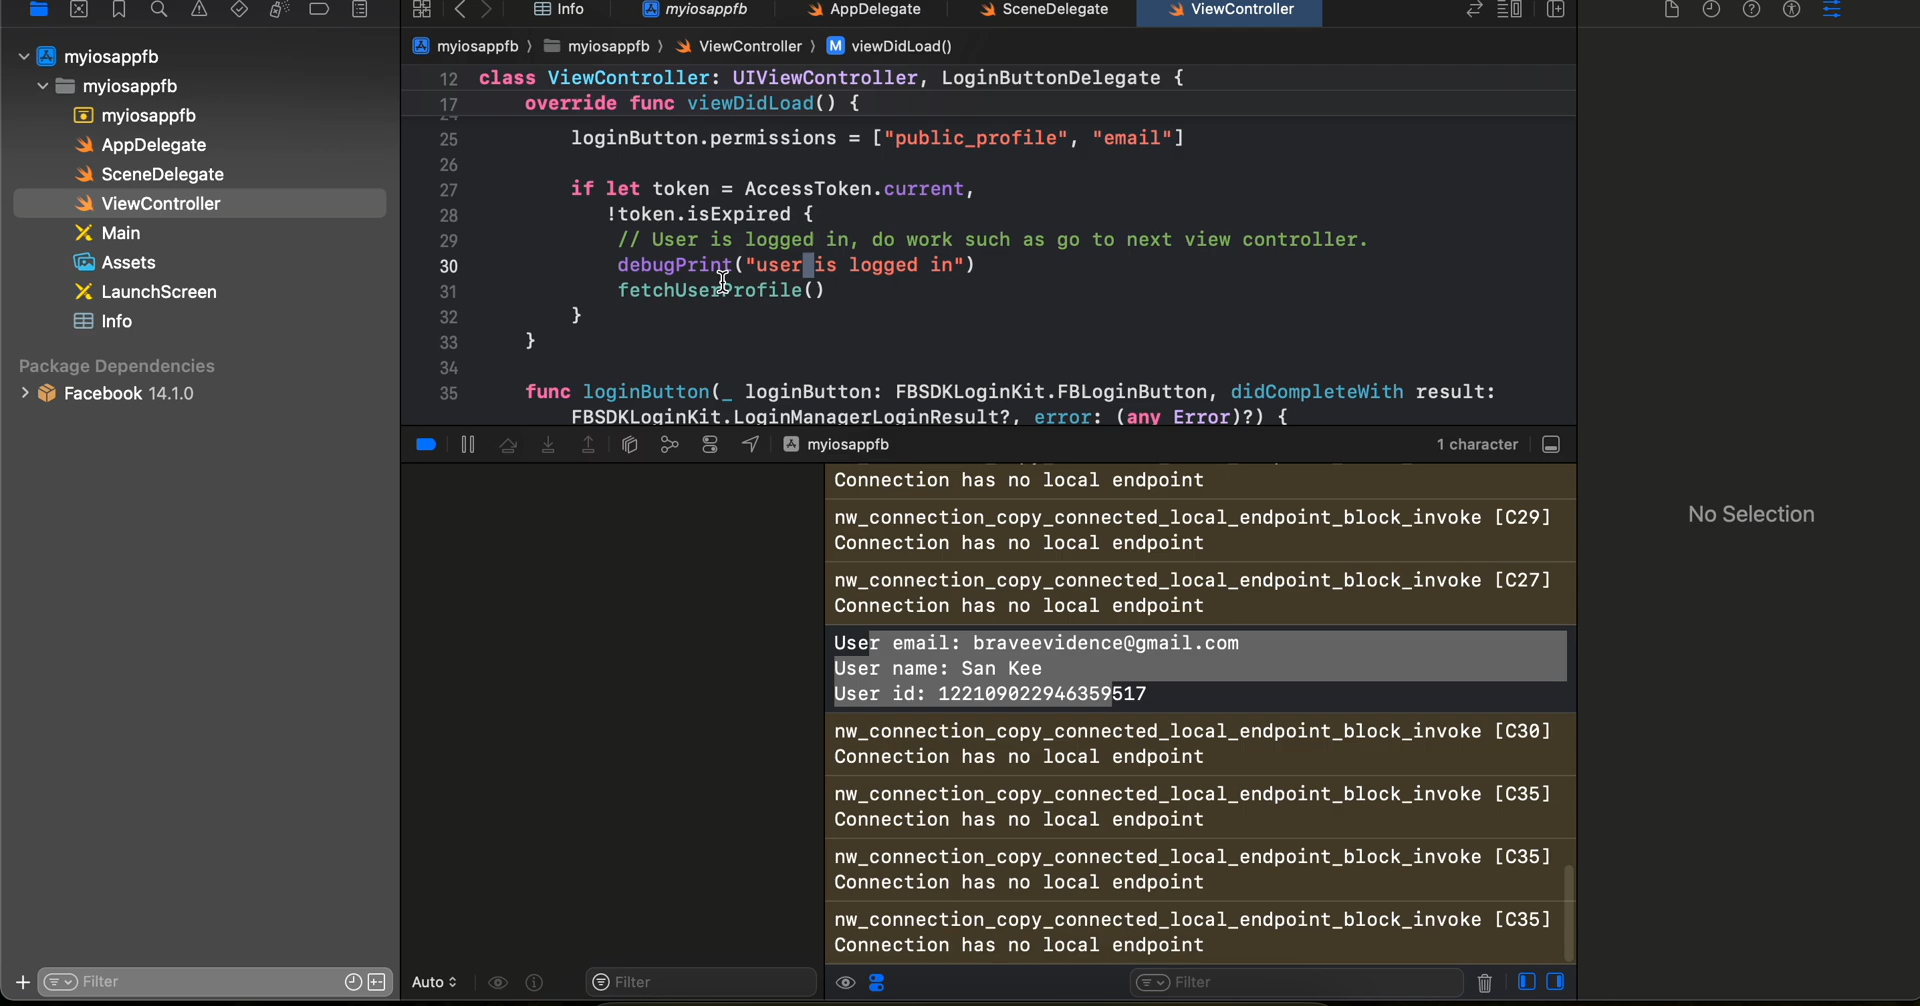 Info
myiosappfb
AppDelegate
SceneDelegate
ViewController
myiosappfb
myiosappfb
myiosappfb
AppDelegate
SceneDelegate
ViewController
Main
Assets
LaunchScreen
Info
Package Dependencies
Facebook 14.1.0
Filter
myiosappfb 〉 myiosappfb 〉 ViewController 〉 M viewDidLoad()
12 class ViewController: UIViewController, LoginButtonDelegate {
17 override func viewDidLoad() {
24
25 loginButton.permissions = ["public_profile", "email"]
26
27 if let token = AccessToken.current,
28 !token.isExpired {
29 // User is logged in, do work such as go to next view controller.
30 debugPrint("user is logged in")
31 fetchUserProfile()
32 }
33 }
34
35 func loginButton(_ loginButton: FBSDKLoginKit.FBLoginButton, didCompleteWith result:
FBSDKLoginKit.LoginManagerLoginResult?, error: (any Error)?) {
myiosappfb
1 character
Connection has no local endpoint
nw_connection_copy_connected_local_endpoint_block_invoke [C29]
Connection has no local endpoint
nw_connection_copy_connected_local_endpoint_block_invoke [C27]
Connection has no local endpoint
User email: braveevidence@gmail.com
User name: San Kee
User id: 122109022946359517
nw_connection_copy_connected_local_endpoint_block_invoke [C30]
Connection has no local endpoint
nw_connection_copy_connected_local_endpoint_block_invoke [C35]
Connection has no local endpoint
nw_connection_copy_connected_local_endpoint_block_invoke [C35]
Connection has no local endpoint
nw_connection_copy_connected_local_endpoint_block_invoke [C35]
Connection has no local endpoint
Auto
Filter
Filter
No Selection